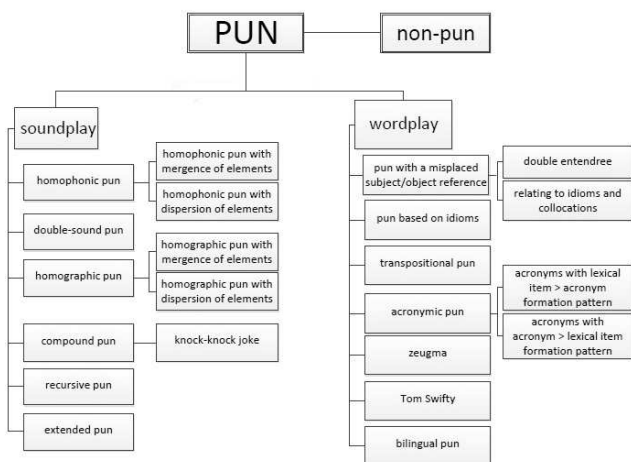 PUN
non-pun
soundplay
homophonic pun
homophonic pun with
mergence of elements
homophonic pun with
dispersion of elements
double-sound pun
homographic pun
homographic pun with
mergence of elements
homographic pun with
dispersion of elements
compound pun
knock-knock joke
recursive pun
extended pun
wordplay
pun with a misplaced
subject/object reference
double entendree
relating to idioms and
collocations
pun based on idioms
transpositional pun
acronymic pun
acronyms with lexical
item > acronym
formation pattern
acronyms with
acronym > lexical item
formation pattern
zeugma
Tom Swifty
bilingual pun